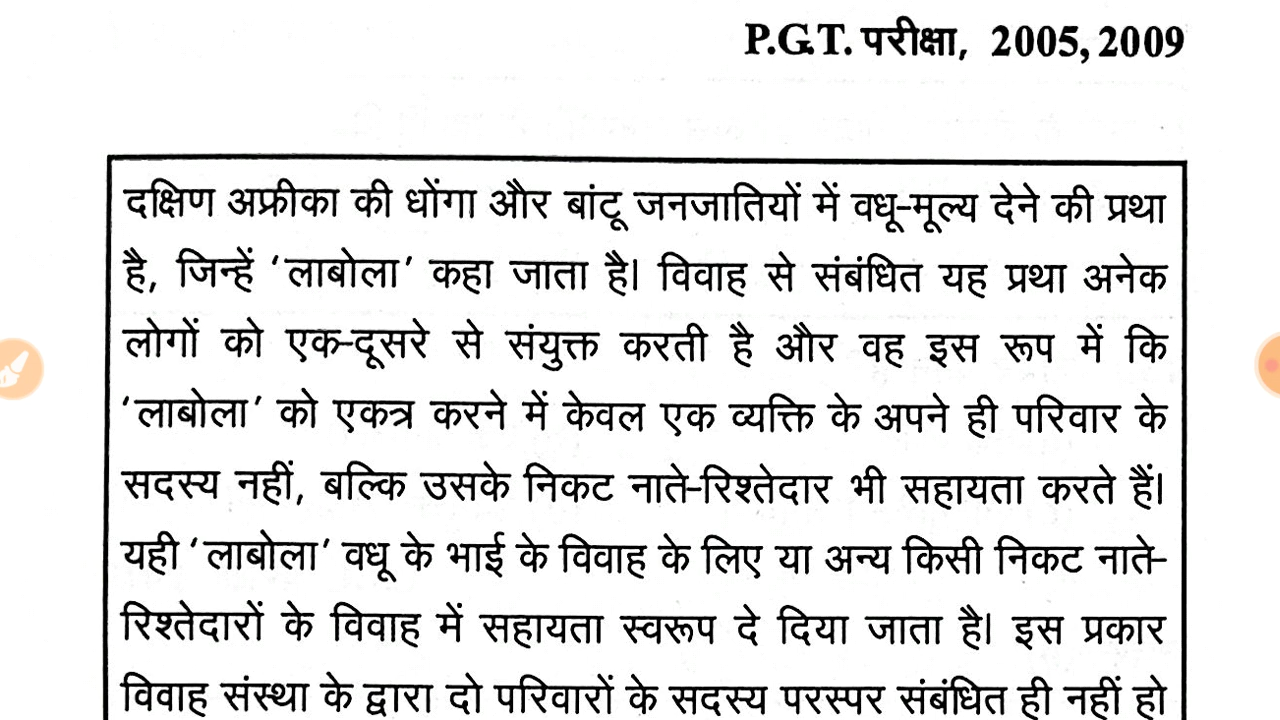 P.G.T. परीक्षा, 2005, 2009
दक्षिण अफ्रीका की धोंगा और बांटू जनजातियों में वधू-मूल्य देने की प्रथा
है, जिन्हें ‘लाबोला’ कहा जाता है। विवाह से संबंधित यह प्रथा अनेक
लोगों को एक-दूसरे से संयुक्त करती है और वह इस रूप में कि
‘लाबोला’ को एकत्र करने में केवल एक व्यक्ति के अपने ही परिवार के
सदस्य नहीं, बल्कि उसके निकट नाते-रिश्तेदार भी सहायता करते हैं।
यही ‘लाबोला’ वधू के भाई के विवाह के लिए या अन्य किसी निकट नाते-
रिश्तेदारों के विवाह में सहायता स्वरूप दे दिया जाता है। इस प्रकार
विवाह संस्था के द्वारा दो परिवारों के सदस्य परस्पर संबंधित ही नहीं हो